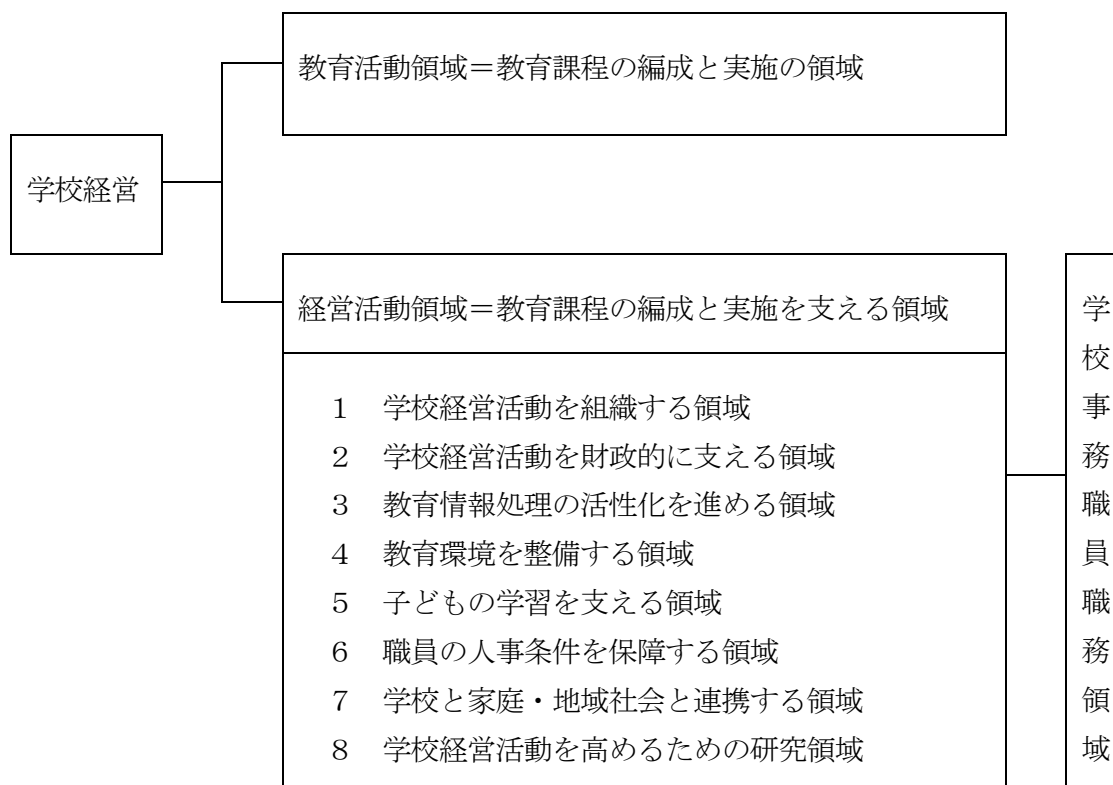 教育活動領域＝教育課程の編成と実施の領域
学校経営
経営活動領域＝教育課程の編成と実施を支える領域
１　学校経営活動を組織する領域
２　学校経営活動を財政的に支える領域
３　教育情報処理の活性化を進める領域
４　教育環境を整備する領域
５　子どもの学習を支える領域
６　職員の人事条件を保障する領域
７　学校と家庭・地域社会と連携する領域
８　学校経営活動を高めるための研究領域
学校事務職員職務領域